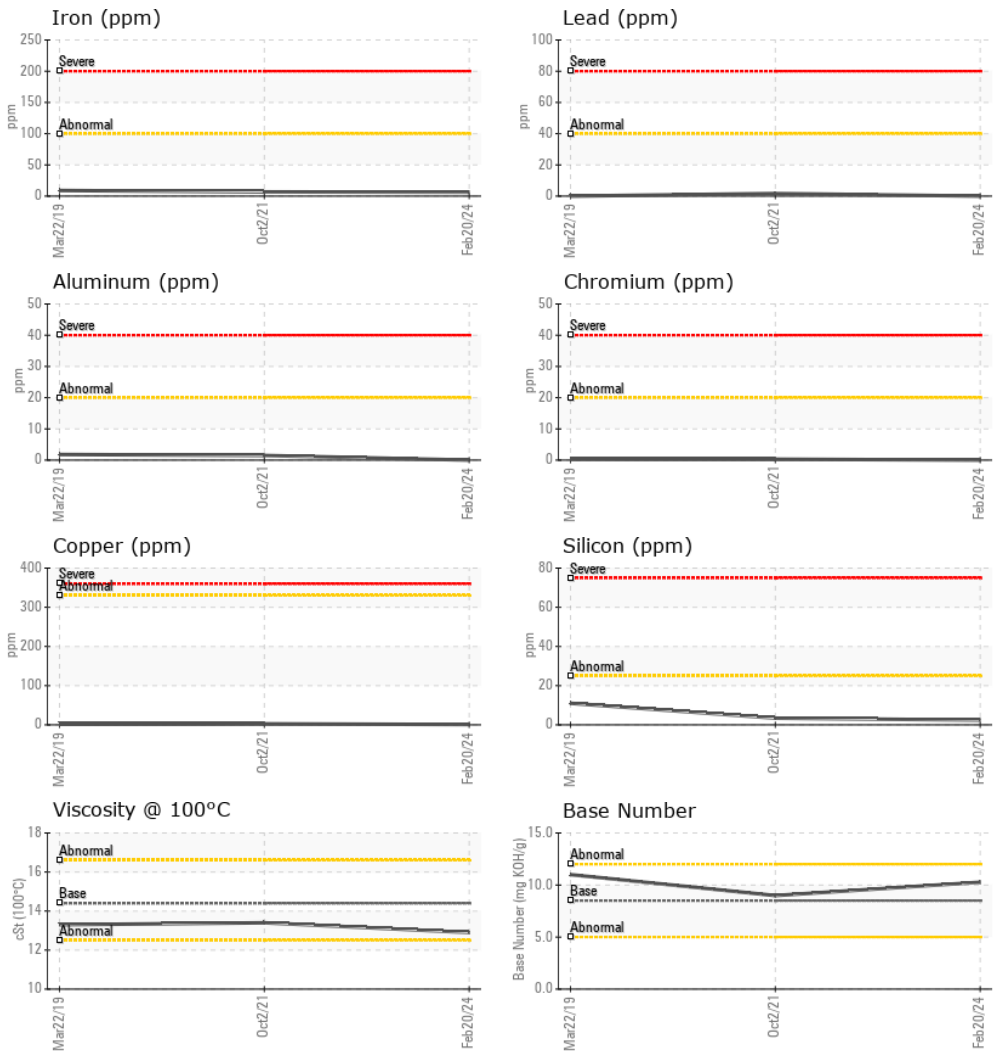 Iron (ppm)
250
200
150
100
50
0
ppm
Severe
Abnormal
Mar22/19
Oct2/21
Feb20/24
Lead (ppm)
100
80
60
40
20
0
ppm
Severe
Abnormal
Mar22/19
Oct2/21
Feb20/24
Aluminum (ppm)
50
40
30
20
10
0
ppm
Severe
Abnormal
Mar22/19
Oct2/21
Feb20/24
Chromium (ppm)
50
40
30
20
10
0
ppm
Severe
Abnormal
Mar22/19
Oct2/21
Feb20/24
Copper (ppm)
400
300
200
100
0
ppm
Severe
Abnormal
Mar22/19
Oct2/21
Feb20/24
Silicon (ppm)
80
60
40
20
0
ppm
Severe
Abnormal
Mar22/19
Oct2/21
Feb20/24
Viscosity @ 100°C
18
16
14
12
10
cSt (100°C)
Abnormal
Base
Abnormal
Mar22/19
Oct2/21
Feb20/24
Base Number
15.0
10.0
5.0
0.0
Base Number (mg KOH/g)
Abnormal
Base
Abnormal
Mar22/19
Oct2/21
Feb20/24